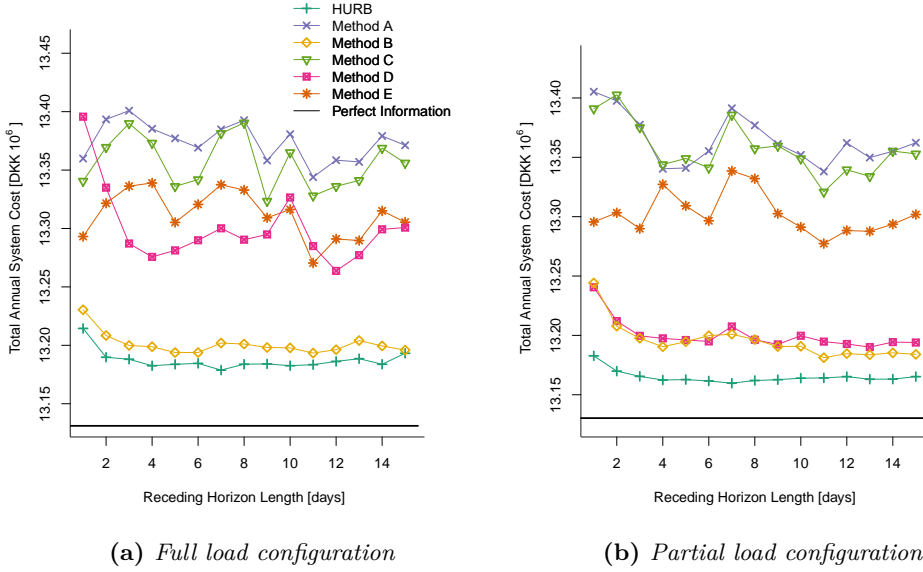 HURB
Method A
Method B
Method C
Method D
Method E
Perfect Information
Total Annual System Cost [DKK 10^6 ]
13.45
13.40
13.35
13.30
13.25
13.20
13.15
2 4 6 8 10 12 14
Receding Horizon Length [days]
(a) Full load configuration
Total Annual System Cost [DKK 10^6 ]
13.40
13.35
13.30
13.25
13.20
13.15
2 4 6 8 10 12 14
Receding Horizon Length [days]
(b) Partial load configuration